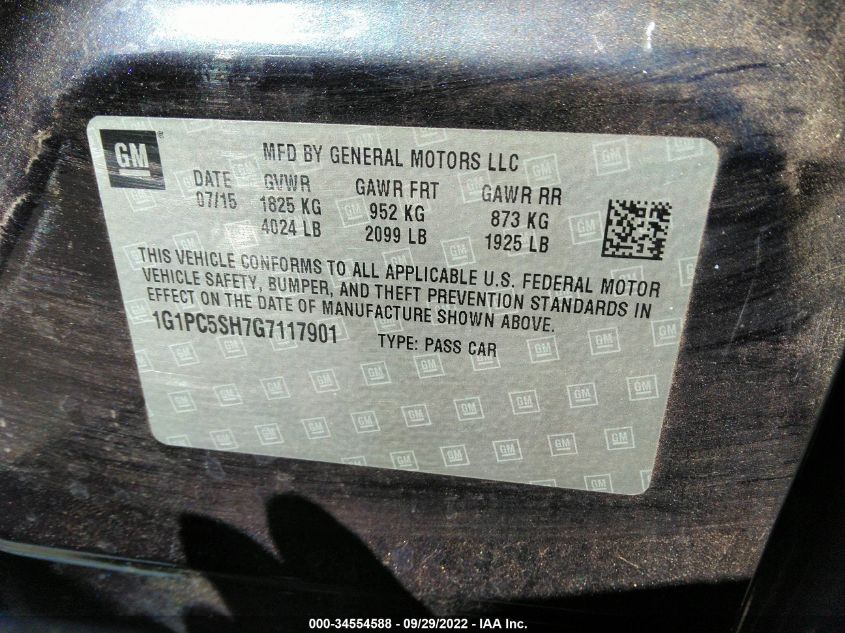 GM ®
MFD BY GENERAL MOTORS LLC
DATE GVWR GAWR FRT GAWR RR
07/15 1825 KG 952 KG 873 KG
4024 LB 2099 LB 1925 LB
THIS VEHICLE CONFORMS TO ALL APPLICABLE U.S. FEDERAL MOTOR
VEHICLE SAFETY, BUMPER, AND THEFT PREVENTION STANDARDS IN
EFFECT ON THE DATE OF MANUFACTURE SHOWN ABOVE.
1G1PC5SH7G7117901 TYPE: PASS CAR
000-34554588 - 09/29/2022 - IAA Inc.